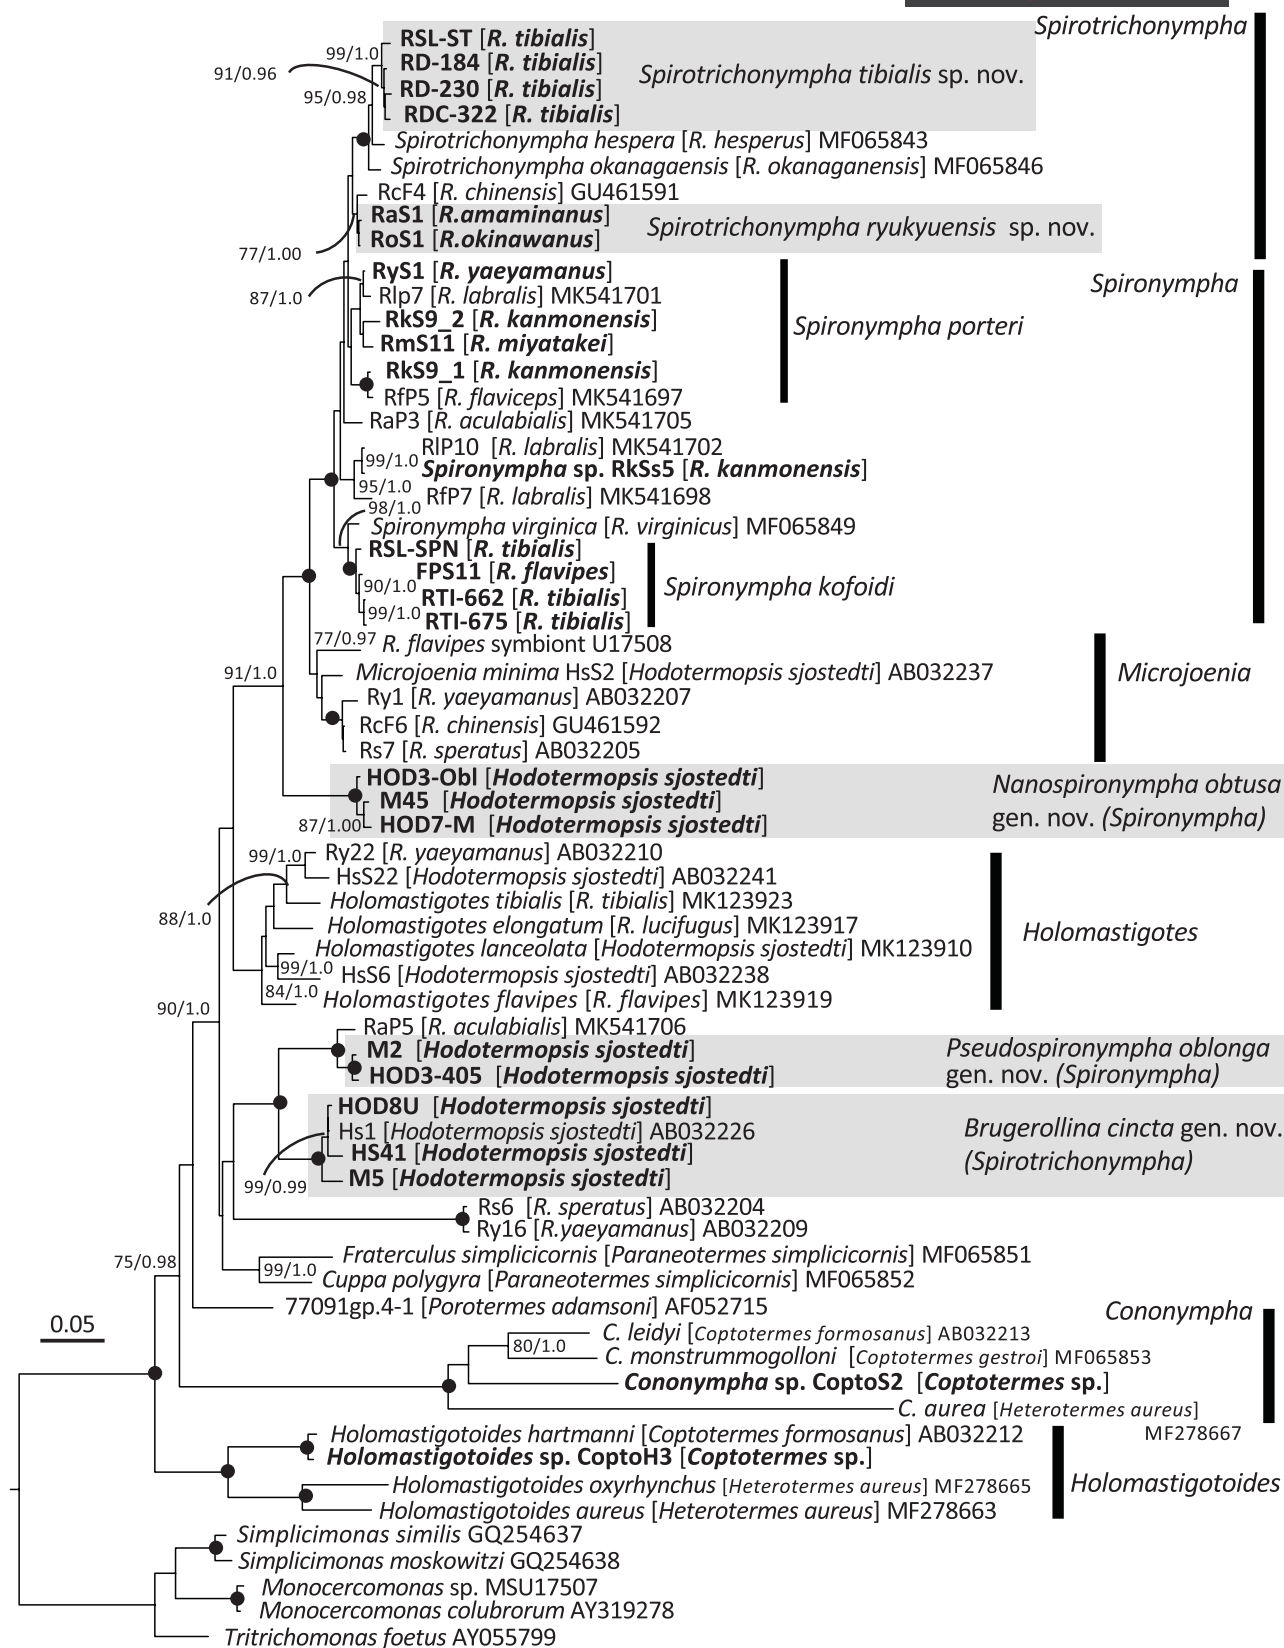 Spirotrichonympha
RSL-ST [R. tibialis]
99/1.0
RD-184 [R. tibialis]
91/0.96
Spirotrichonympha tibialis sp. nov.
RD-230 [R. tibialis]
95/0.98
RDC-322 [R. tibialis]
Spirotrichonympha hespera [R. hesperus] MF065843
Spirotrichonympha okanagaensis [R. okanaganensis] MF065846
RcF4 [R. chinensis] GU461591
RaS1 [R.amaminanus]
Spirotrichonympha ryukyuensis sp. nov.
RoS1 [R.okinawanus]
77/1.00
RyS1 [R. yaeyamanus]
Spironympha
87/1.0
Rlp7 [R. labralis] MK541701
RkS9_2 [R. kanmonensis]
Spironympha porteri
RmS11 [R. miyatakei]
RkS9_1 [R. kanmonensis]
RfP5 [R. flaviceps] MK541697
RaP3 [R. aculabialis] MK541705
RlP10 [R. labralis] MK541702
99/1.0
Spironympha sp. RkSs5 [R. kanmonensis]
95/1.0
RfP7 [R. labralis] MK541698
98/1.0
Spironympha virginica [R. virginicus] MF065849
RSL-SPN [R. tibialis]
FPS11 [R. flavipes]
90/1.0
Spironympha kofoidi
RTI-662 [R. tibialis]
99/1.0
RTI-675 [R. tibialis]
77/0.97
R. flavipes symbiont U17508
91/1.0
Microjoenia minima HsS2 [Hodotermopsis sjostedti] AB032237
Microjoenia
Ry1 [R. yaeyamanus] AB032207
RcF6 [R. chinensis] GU461592
Rs7 [R. speratus] AB032205
HOD3-Obl [Hodotermopsis sjostedti]
Nanospironympha obtusa
M45 [Hodotermopsis sjostedti]
gen. nov. (Spironympha)
87/1.00
HOD7-M [Hodotermopsis sjostedti]
99/1.0
Ry22 [R. yaeyamanus] AB032210
HsS22 [Hodotermopsis sjostedti] AB032241
Holomastigotes tibialis [R. tibialis] MK123923
88/1.0
Holomastigotes elongatum [R. lucifugus] MK123917
Holomastigotes
Holomastigotes lanceolata [Hodotermopsis sjostedti] MK123910
99/1.0
HsS6 [Hodotermopsis sjostedti] AB032238
84/1.0
Holomastigotes flavipes [R. flavipes] MK123919
90/1.0
RaP5 [R. aculabialis] MK541706
M2 [Hodotermopsis sjostedti]
Pseudospironympha oblonga
HOD3-405 [Hodotermopsis sjostedti]
gen. nov. (Spironympha)
HOD8U [Hodotermopsis sjostedti]
Hs1 [Hodotermopsis sjostedti] AB032226
Brugerollina cincta gen. nov.
HS41 [Hodotermopsis sjostedti]
(Spirotrichonympha)
M5 [Hodotermopsis sjostedti]
99/0.99
Rs6 [R. speratus] AB032204
Ry16 [R.yaeyamanus] AB032209
75/0.98
Fraterculus simplicicornis [Paraneotermes simplicicornis] MF065851
99/1.0
Cuppa polygyra [Paraneotermes simplicicornis] MF065852
77091gp.4-1 [Porotermes adamsoni] AF052715
Cononympha
0.05
C. leidyi [Coptotermes formosanus] AB032213
80/1.0
C. monstrummogolloni [Coptotermes gestroi] MF065853
Cononympha sp. CoptoS2 [Coptotermes sp.]
C. aurea [Heterotermes aureus]
MF278667
Holomastigotoides hartmanni [Coptotermes formosanus] AB032212
Holomastigotoides sp. CoptoH3 [Coptotermes sp.]
Holomastigotoides
Holomastigotoides oxyrhynchus [Heterotermes aureus] MF278665
Holomastigotoides aureus [Heterotermes aureus] MF278663
Simplicimonas similis GQ254637
Simplicimonas moskowitzi GQ254638
Monocercomonas sp. MSU17507
Monocercomonas colubrorum AY319278
Tritrichomonas foetus AY055799